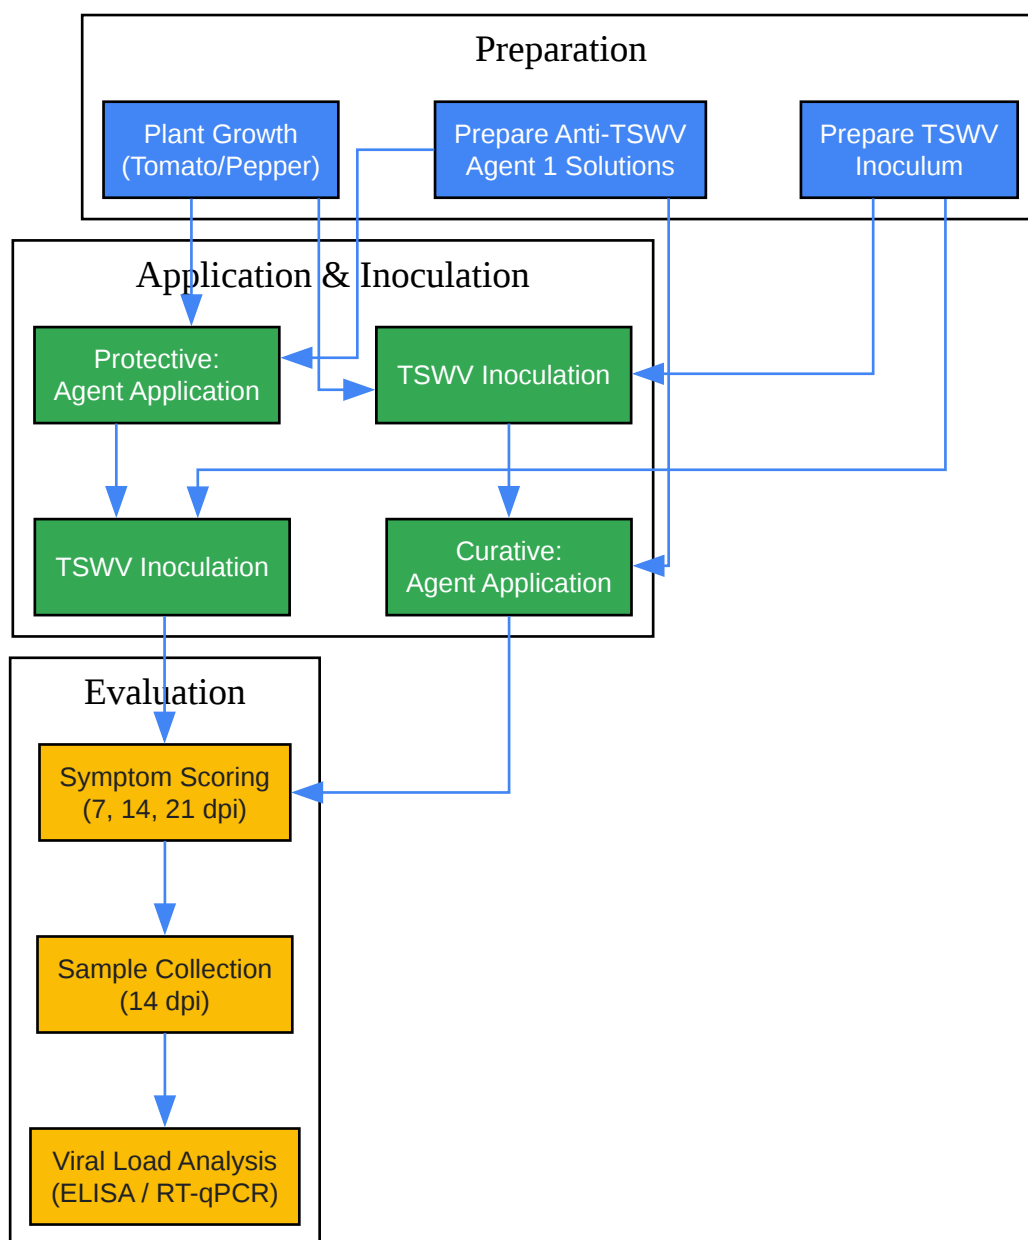 Preparation
Plant Growth
(Tomato/Pepper)
Prepare Anti-TSWV
Agent 1 Solutions
Prepare TSWV
Inoculum
Application & Inoculation
Protective:
Agent Application
TSWV Inoculation
TSWV Inoculation
Curative:
Agent Application
Evaluation
Symptom Scoring
(7, 14, 21 dpi)
Sample Collection
(14 dpi)
Viral Load Analysis
(ELISA / RT-qPCR)